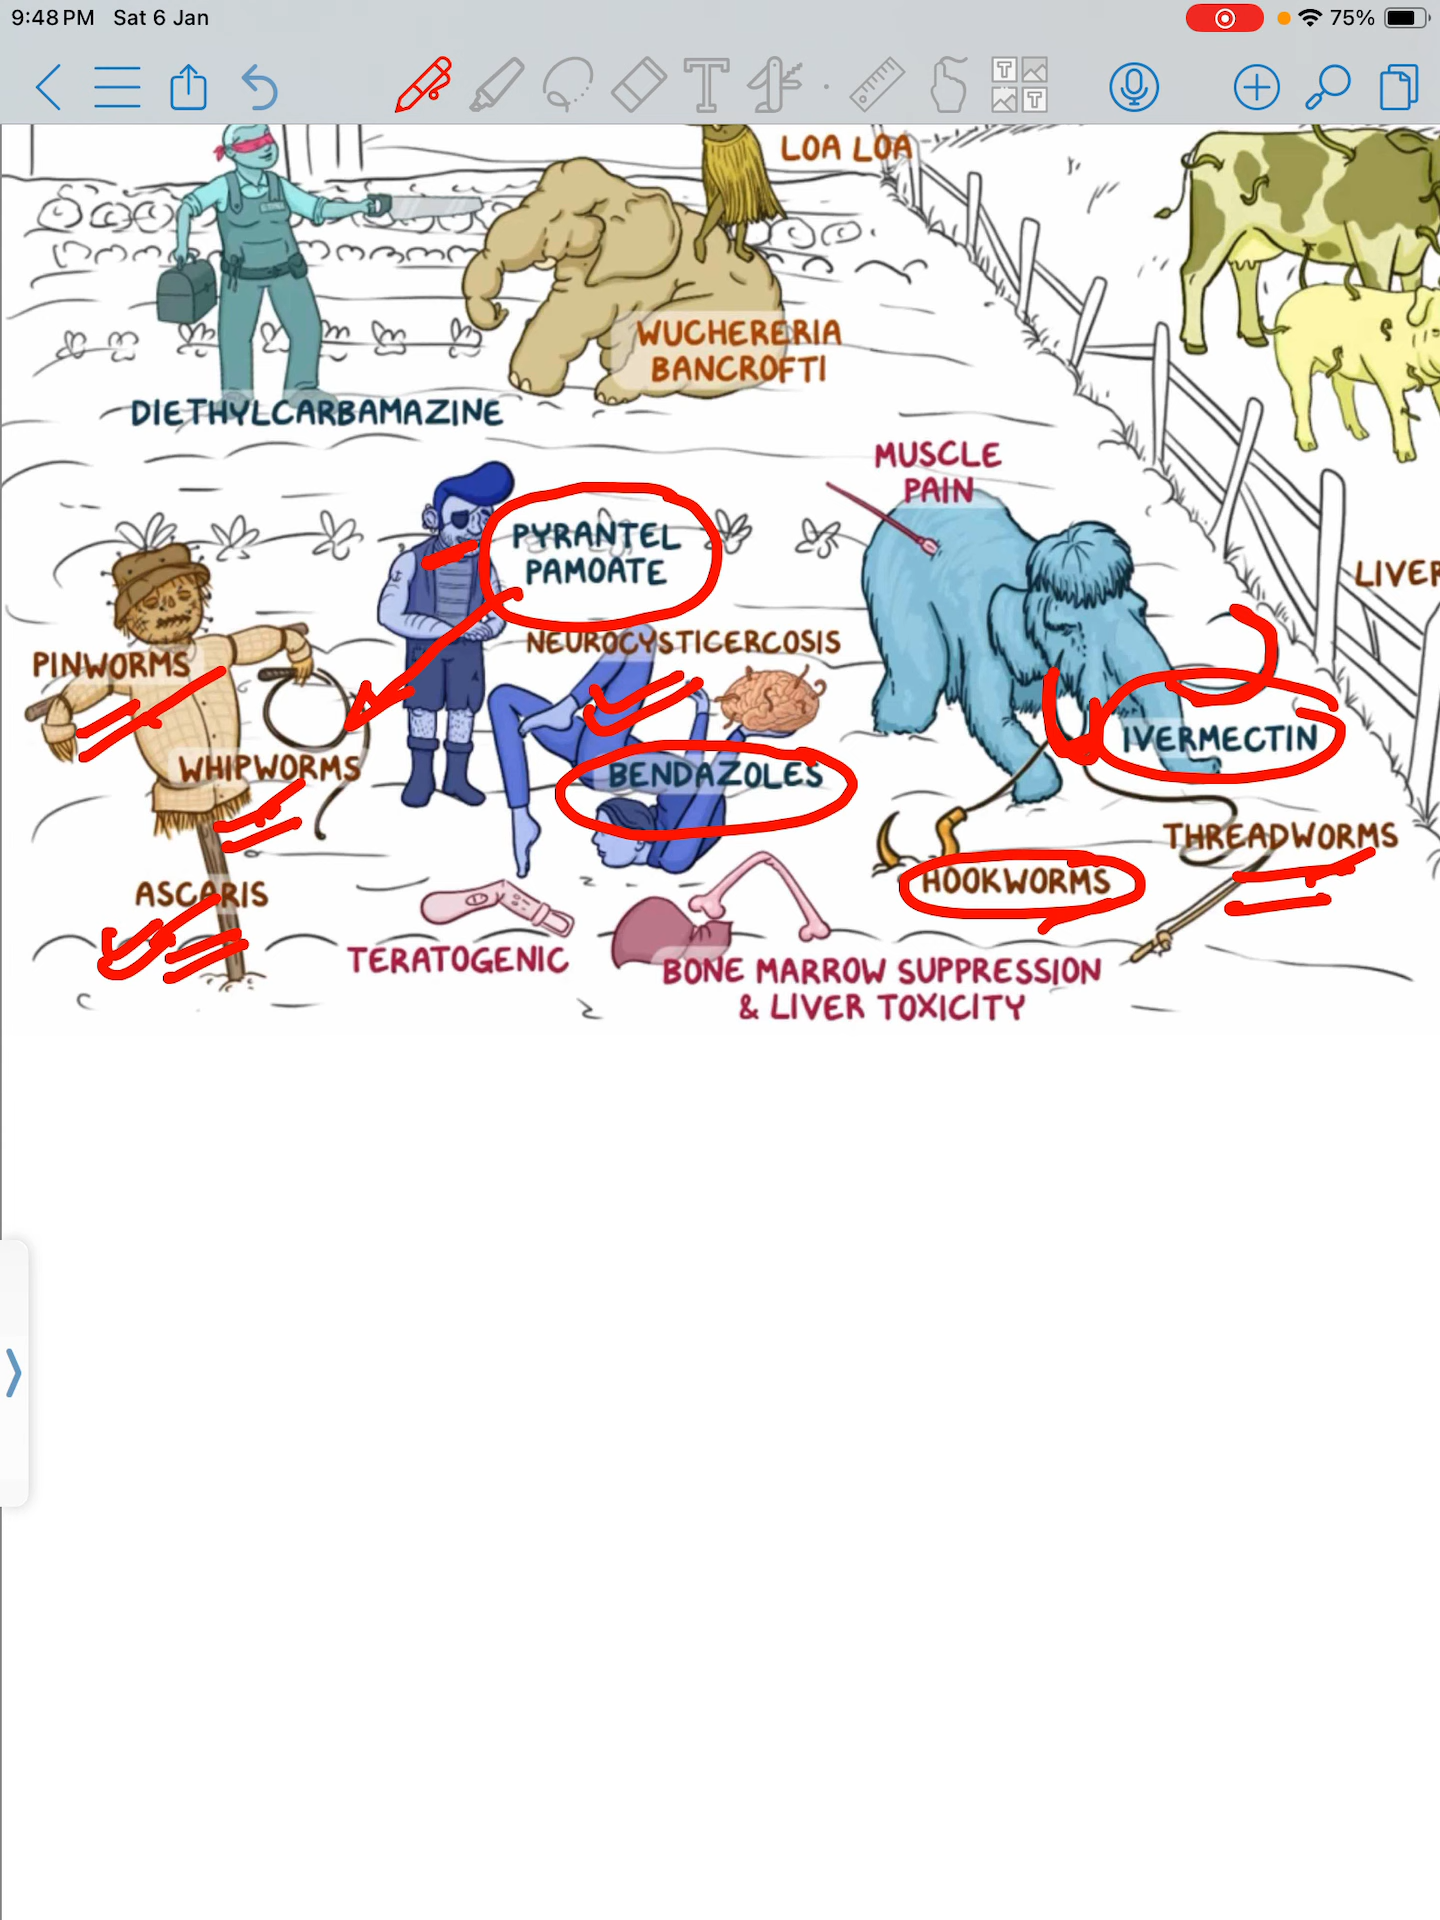 9:48 PM Sat 6 Jan
75%
LOA LOA
WUCHERERIA
BANCROFTI
DIETHYLCARBAMAZINE
MUSCLE
PAIN
PYRANTEL
PAMOATE
LIVER
NEUROCYSTICERCOSIS
PINWORMS
IVERMECTIN
WHIPWORMS
BENDAZOLES
THREADWORMS
HOOKWORMS
ASCARIS
TERATOGENIC
BONE MARROW SUPPRESSION
& LIVER TOXICITY